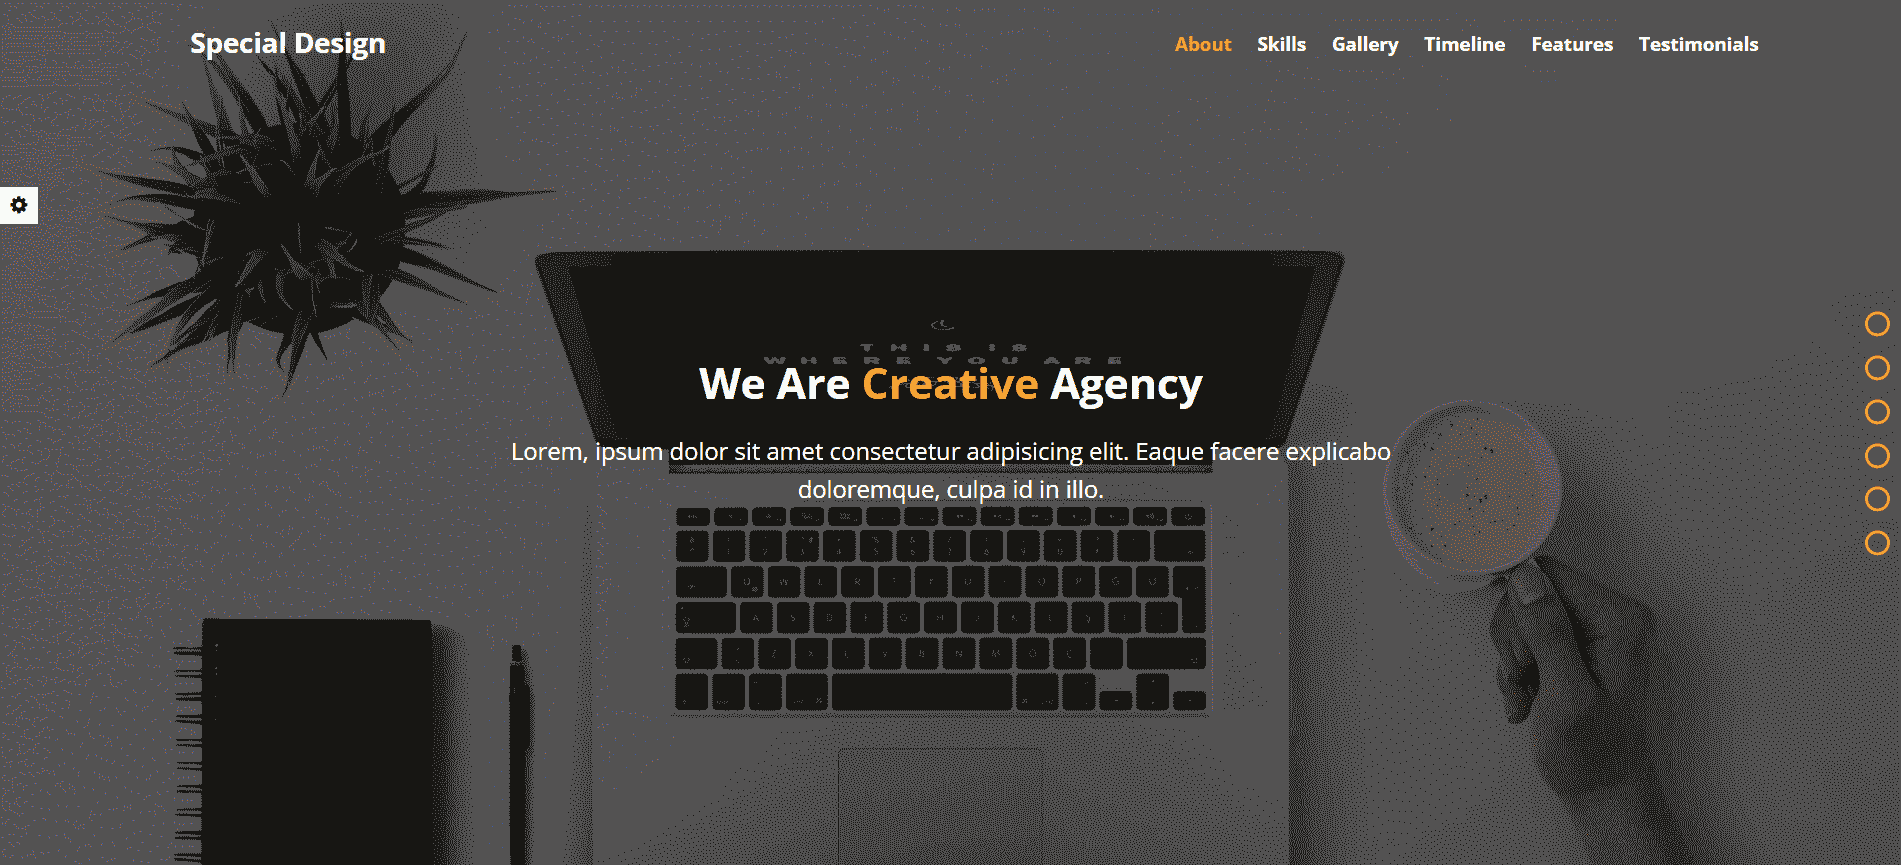 Special Design
About Skills Gallery Timeline Features Testimonials
THIS IS
WHERE YOU ARE
We Are Creative Agency
Lorem, ipsum dolor sit amet consectetur adipisicing elit. Eaque facere explicabo
doloremque, culpa id in illo.